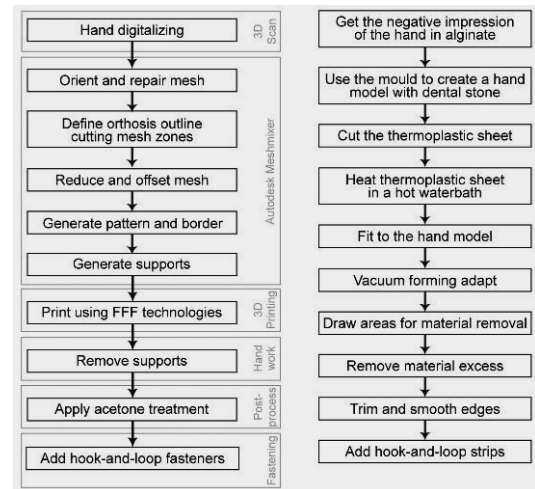 Hand digitalizing
3D
Scan
Orient and repair mesh
Define orthosis outline
cutting mesh zones
Reduce and offset mesh
Generate pattern and border
Generate supports
Autodesk Meshmixer
Print using FFF technologies
3D
Printing
Remove supports
Hand
work
Apply acetone treatment
Post-
process
Add hook-and-loop fasteners
Fastening
Get the negative impression
of the hand in alginate
Use the mould to create a hand
model with dental stone
Cut the thermoplastic sheet
Heat thermoplastic sheet
in a hot waterbath
Fit to the hand model
Vacuum forming adapt
Draw areas for material removal
Remove material excess
Trim and smooth edges
Add hook-and-loop strips